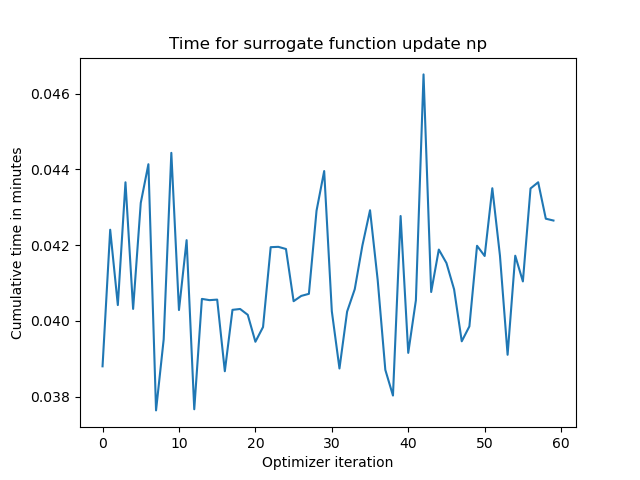 Time for surrogate function update np
Cumulative time in minutes
0.046
0.044
0.042
0.040
0.038
0 10 20 30 40 50 60
Optimizer iteration